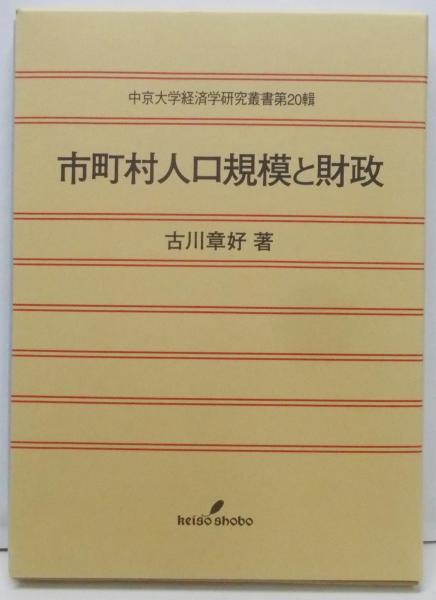 中京大学経済学研究叢書第20輯
市町村人口規模と財政
古川章好 著
keiso shobo